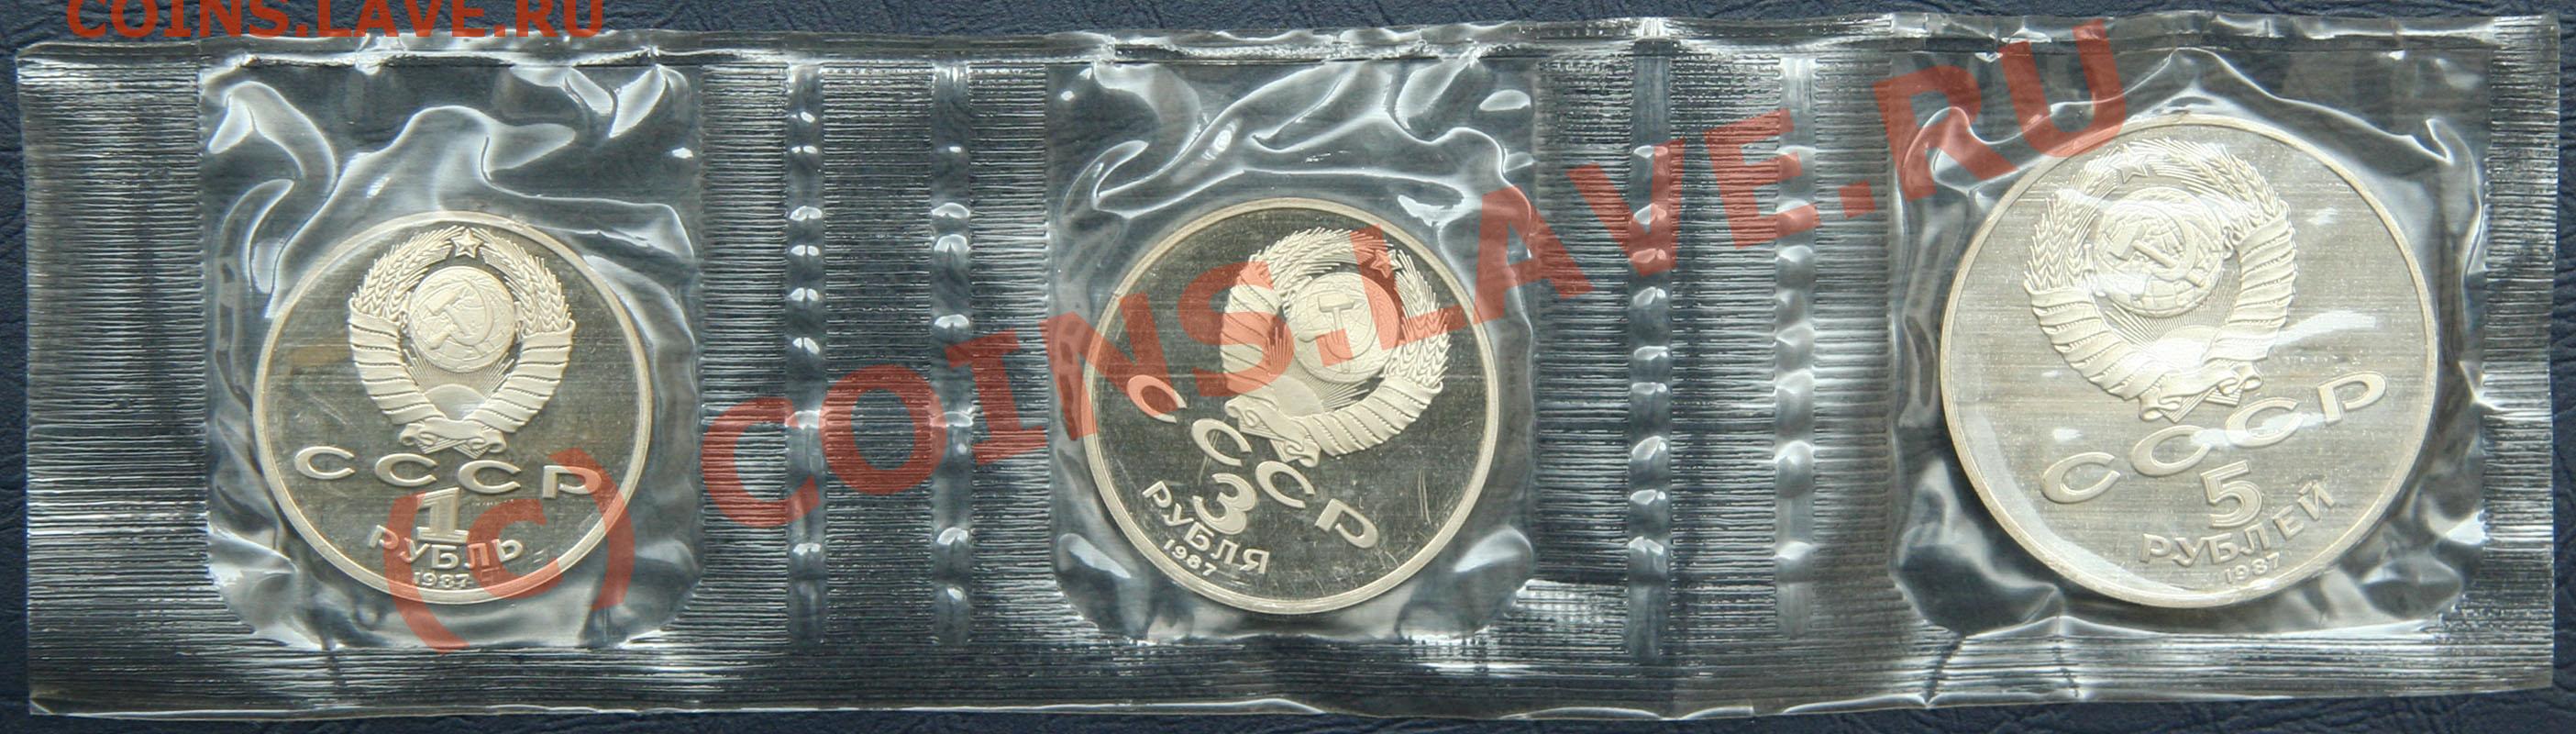 COINS.LAVE.RU
(c) COINS.LAVE.RU
СССР
1
РУБЛЬ
1987
СССР
3
РУБЛЯ
1987
СССР
5
РУБЛЕЙ
1987